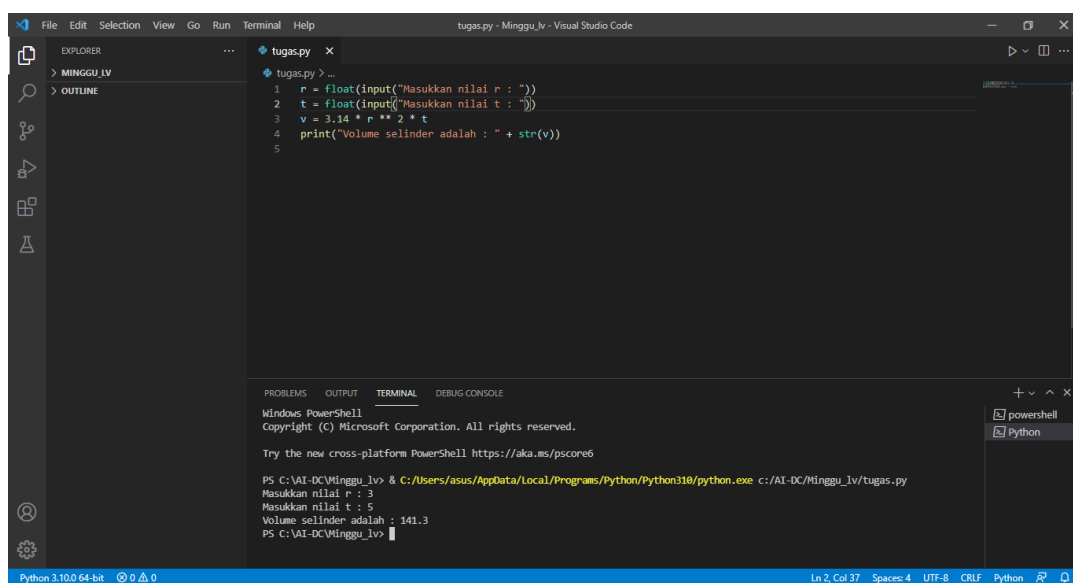 File Edit Selection View Go Run Terminal Help tugas.py - Minggu_lv - Visual Studio Code
EXPLORER ...
MINGGU_LV
OUTLINE
tugas.py
tugas.py > ...
1 r = float(input("Masukkan nilai r : "))
2 t = float(input("Masukkan nilai t : "))
3 v = 3.14 * r ** 2 * t
4 print("Volume selinder adalah : " + str(v))
5
PROBLEMS OUTPUT TERMINAL DEBUG CONSOLE
Windows PowerShell
Copyright (C) Microsoft Corporation. All rights reserved.
Try the new cross-platform PowerShell https://aka.ms/pscore6
PS C:\AI-DC\Minggu_lv> & C:/Users/asus/AppData/Local/Programs/Python/Python310/python.exe c:/AI-DC/Minggu_lv/tugas.py
Masukkan nilai r : 3
Masukkan nilai t : 5
Volume selinder adalah : 141.3
PS C:\AI-DC\Minggu_lv>
powershell
Python
Python 3.10.0 64-bit 0 0 Ln 2, Col 37 Spaces: 4 UTF-8 CRLF Python